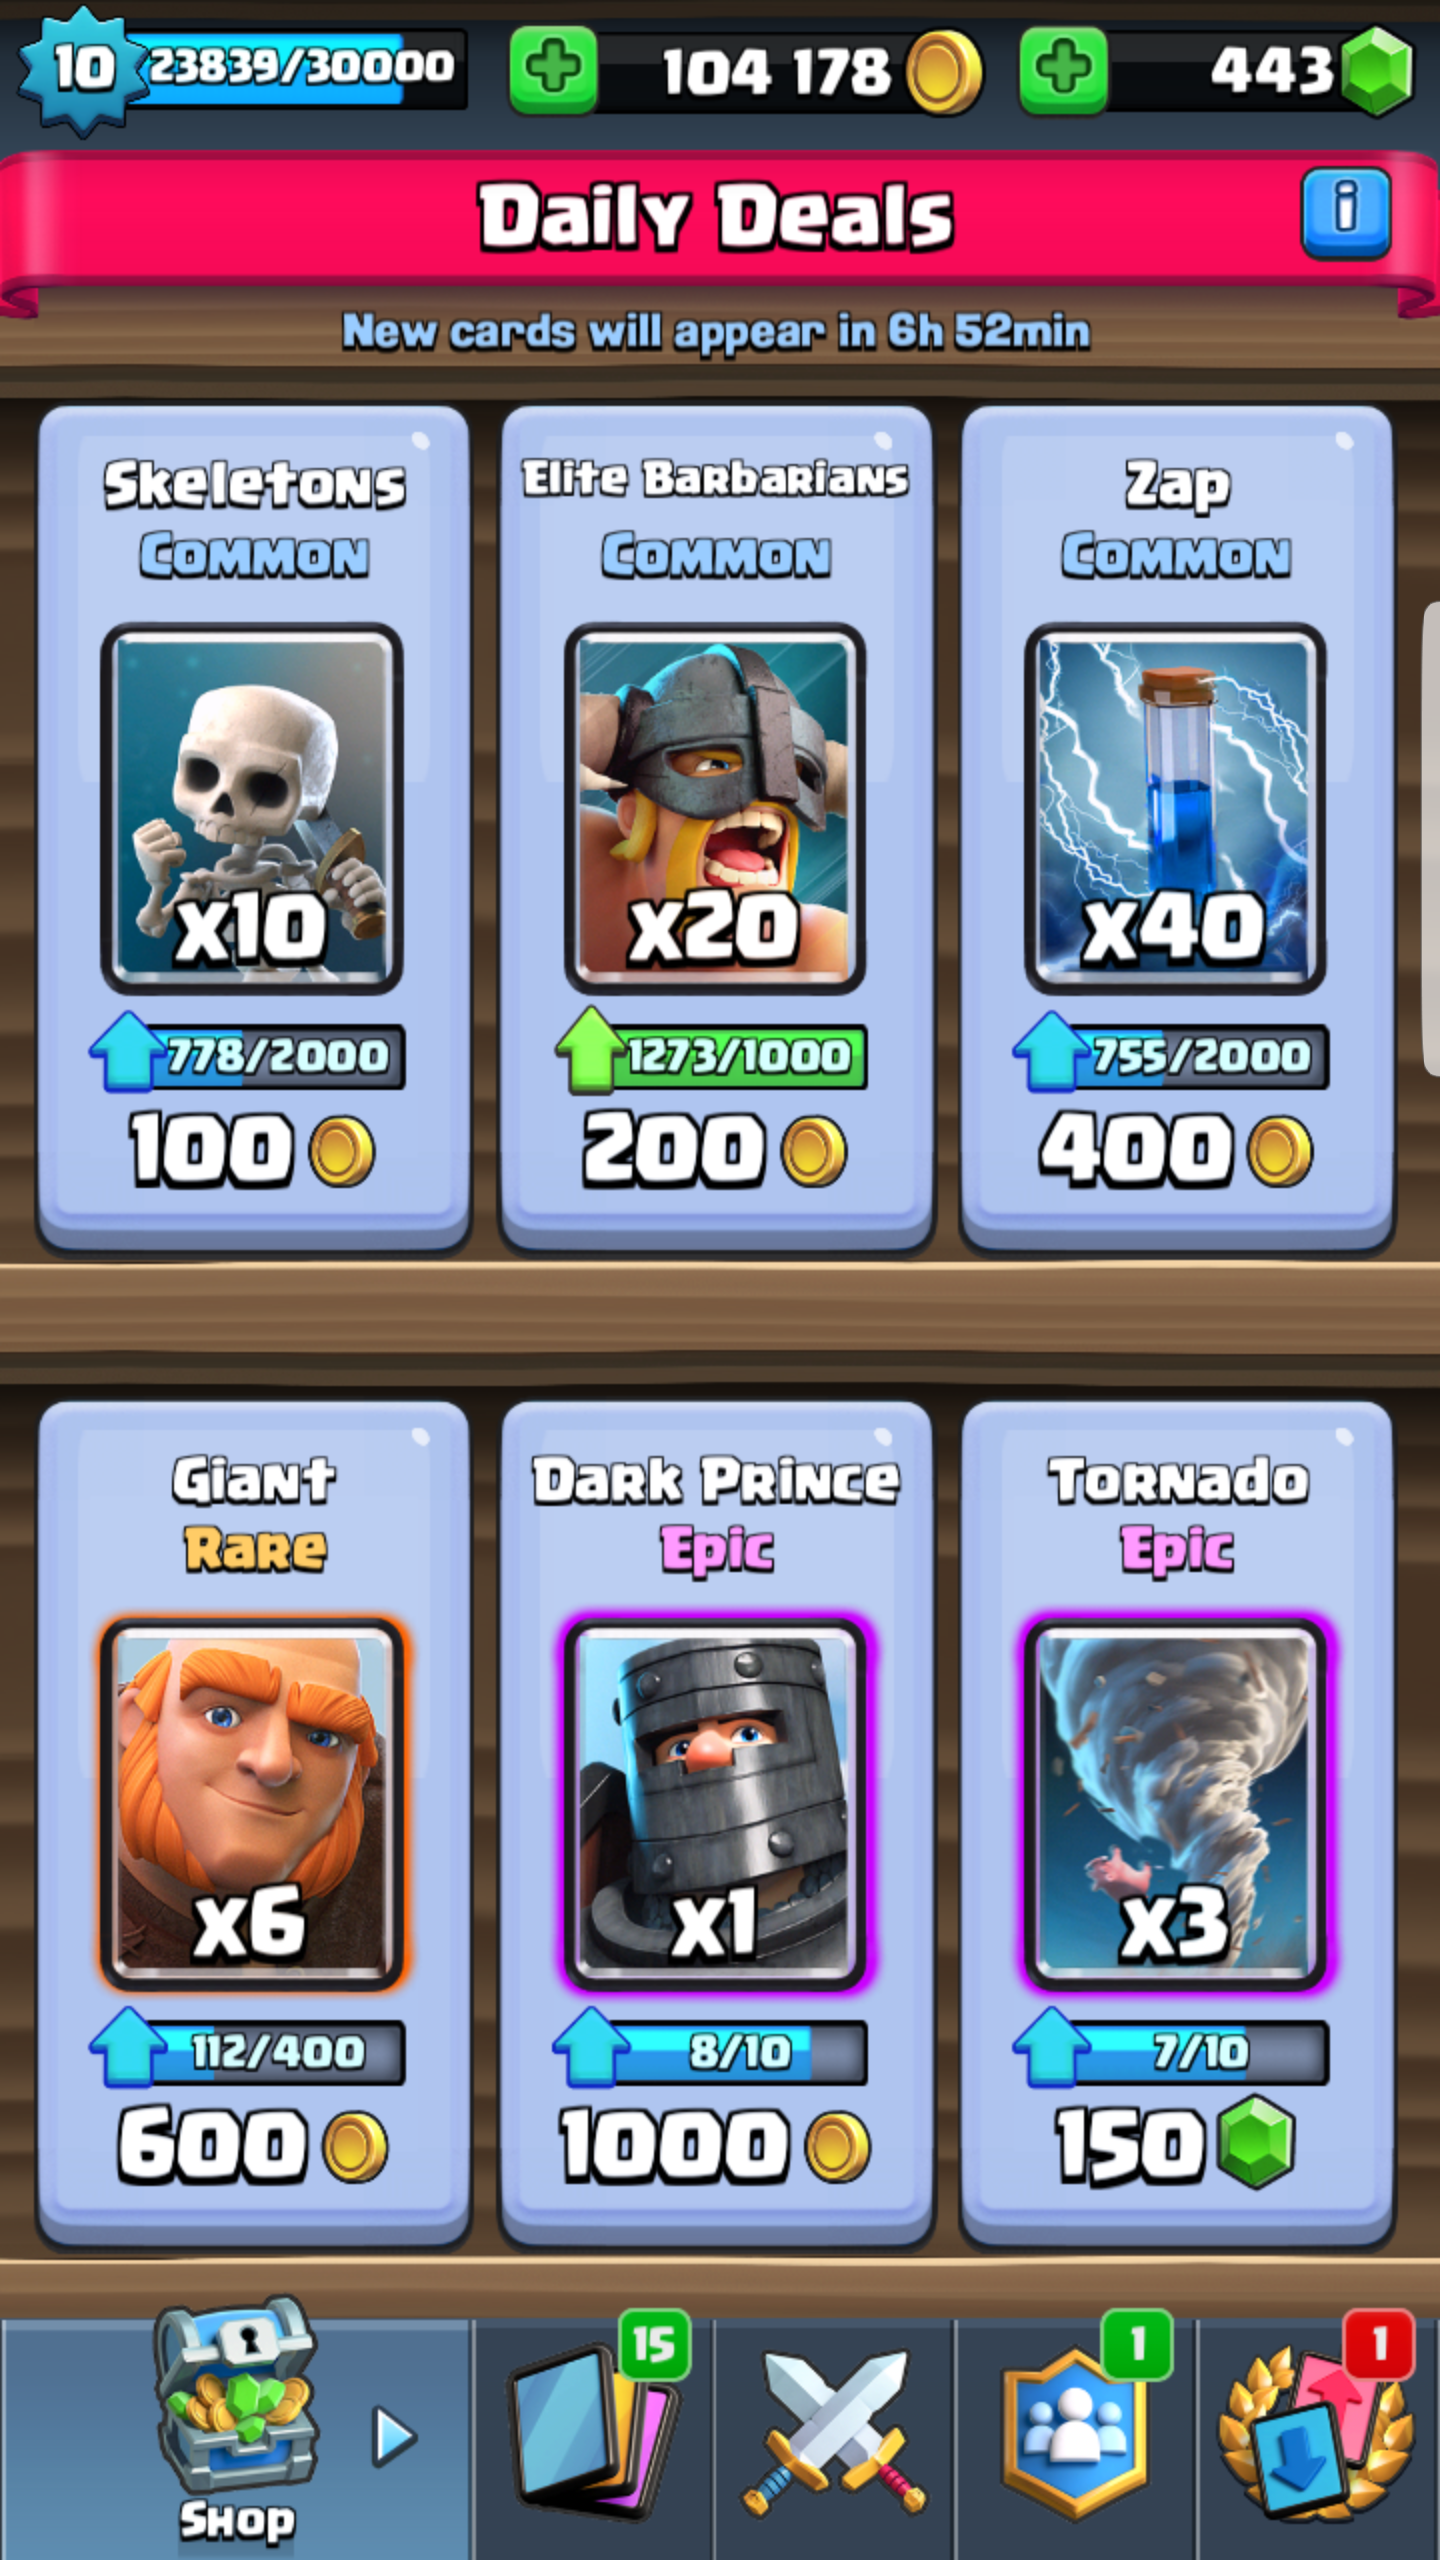 10 23839/30000 104 178 443
Daily Deals i
New cards will appear in 6h 52min
Skeletons
Common
x10
778/2000
100
Elite Barbarians
Common
x20
1273/1000
200
Zap
Common
x40
755/2000
400
Giant
Rare
x6
112/400
600
Dark Prince
Epic
x1
8/10
1000
Tornado
Epic
x3
7/10
150
15 1 1
Shop